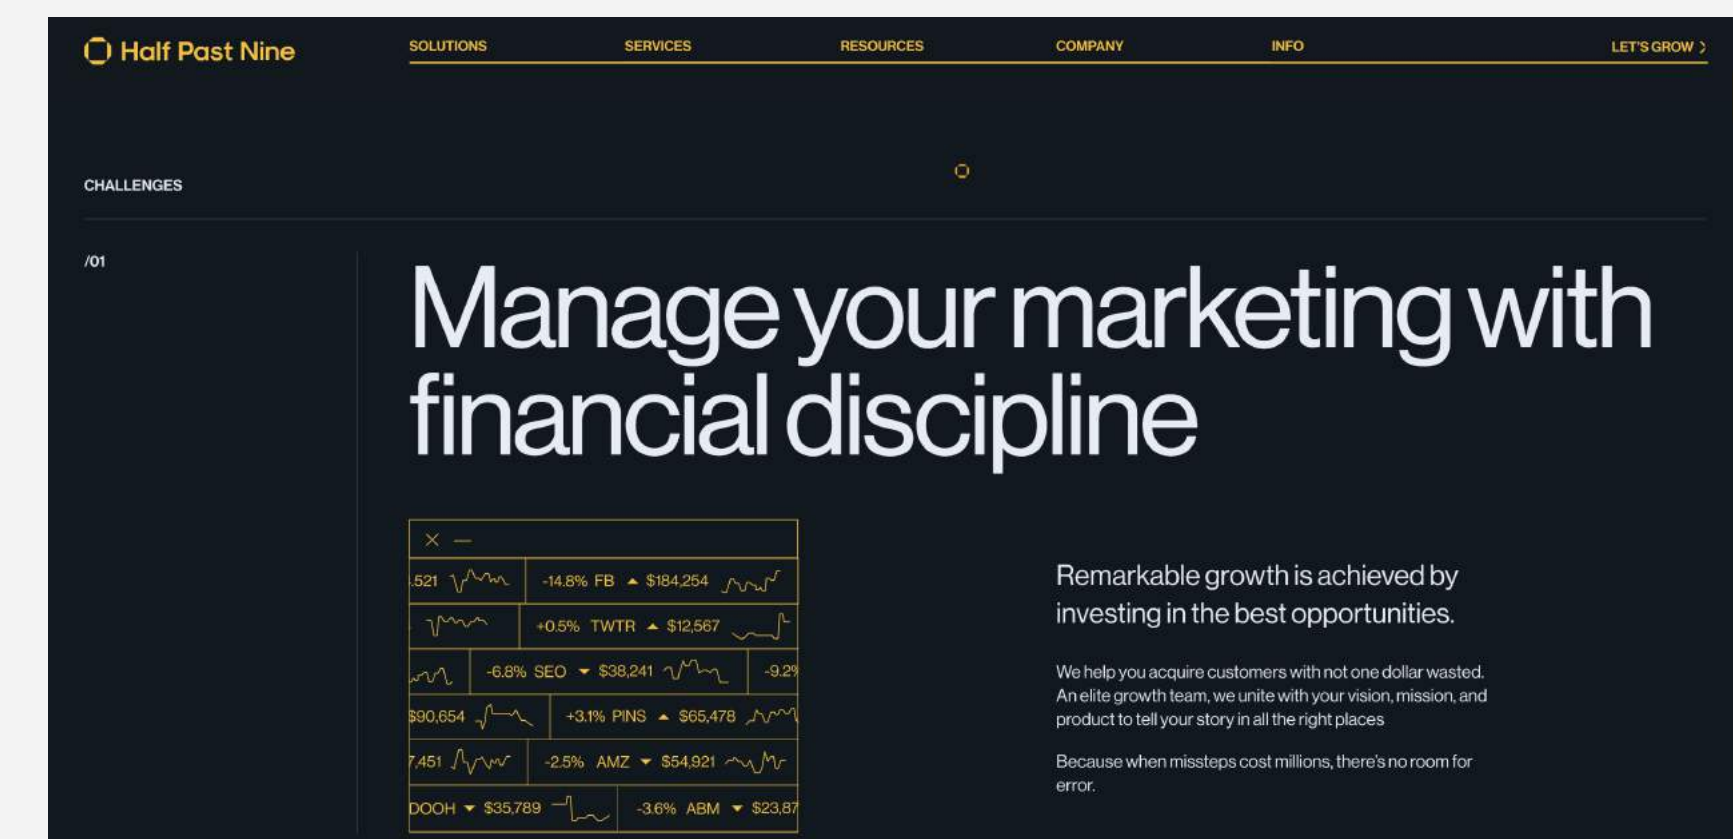 Half Past Nine
SOLUTIONS
SERVICES
RESOURCES
COMPANY
INFO
LET'S GROW
CHALLENGES
/01
Manage your marketing with
financial discipline
.521
-14.8% FB ▲ $184,254
+0.5% TWTR ▲ $12,567
-6.8% SEO ▼ $38,241
-9.2%
$90,654
+3.1% PINS ▲ $65,478
7,451
-2.5% AMZ ▼ $54,921
DOOH ▼ $35,789
-3.6% ABM ▼ $23,87
Remarkable growth is achieved by
investing in the best opportunities.
We help you acquire customers with not one dollar wasted.
An elite growth team, we unite with your vision, mission, and
product to tell your story in all the right places
Because when missteps cost millions, there's no room for
error.